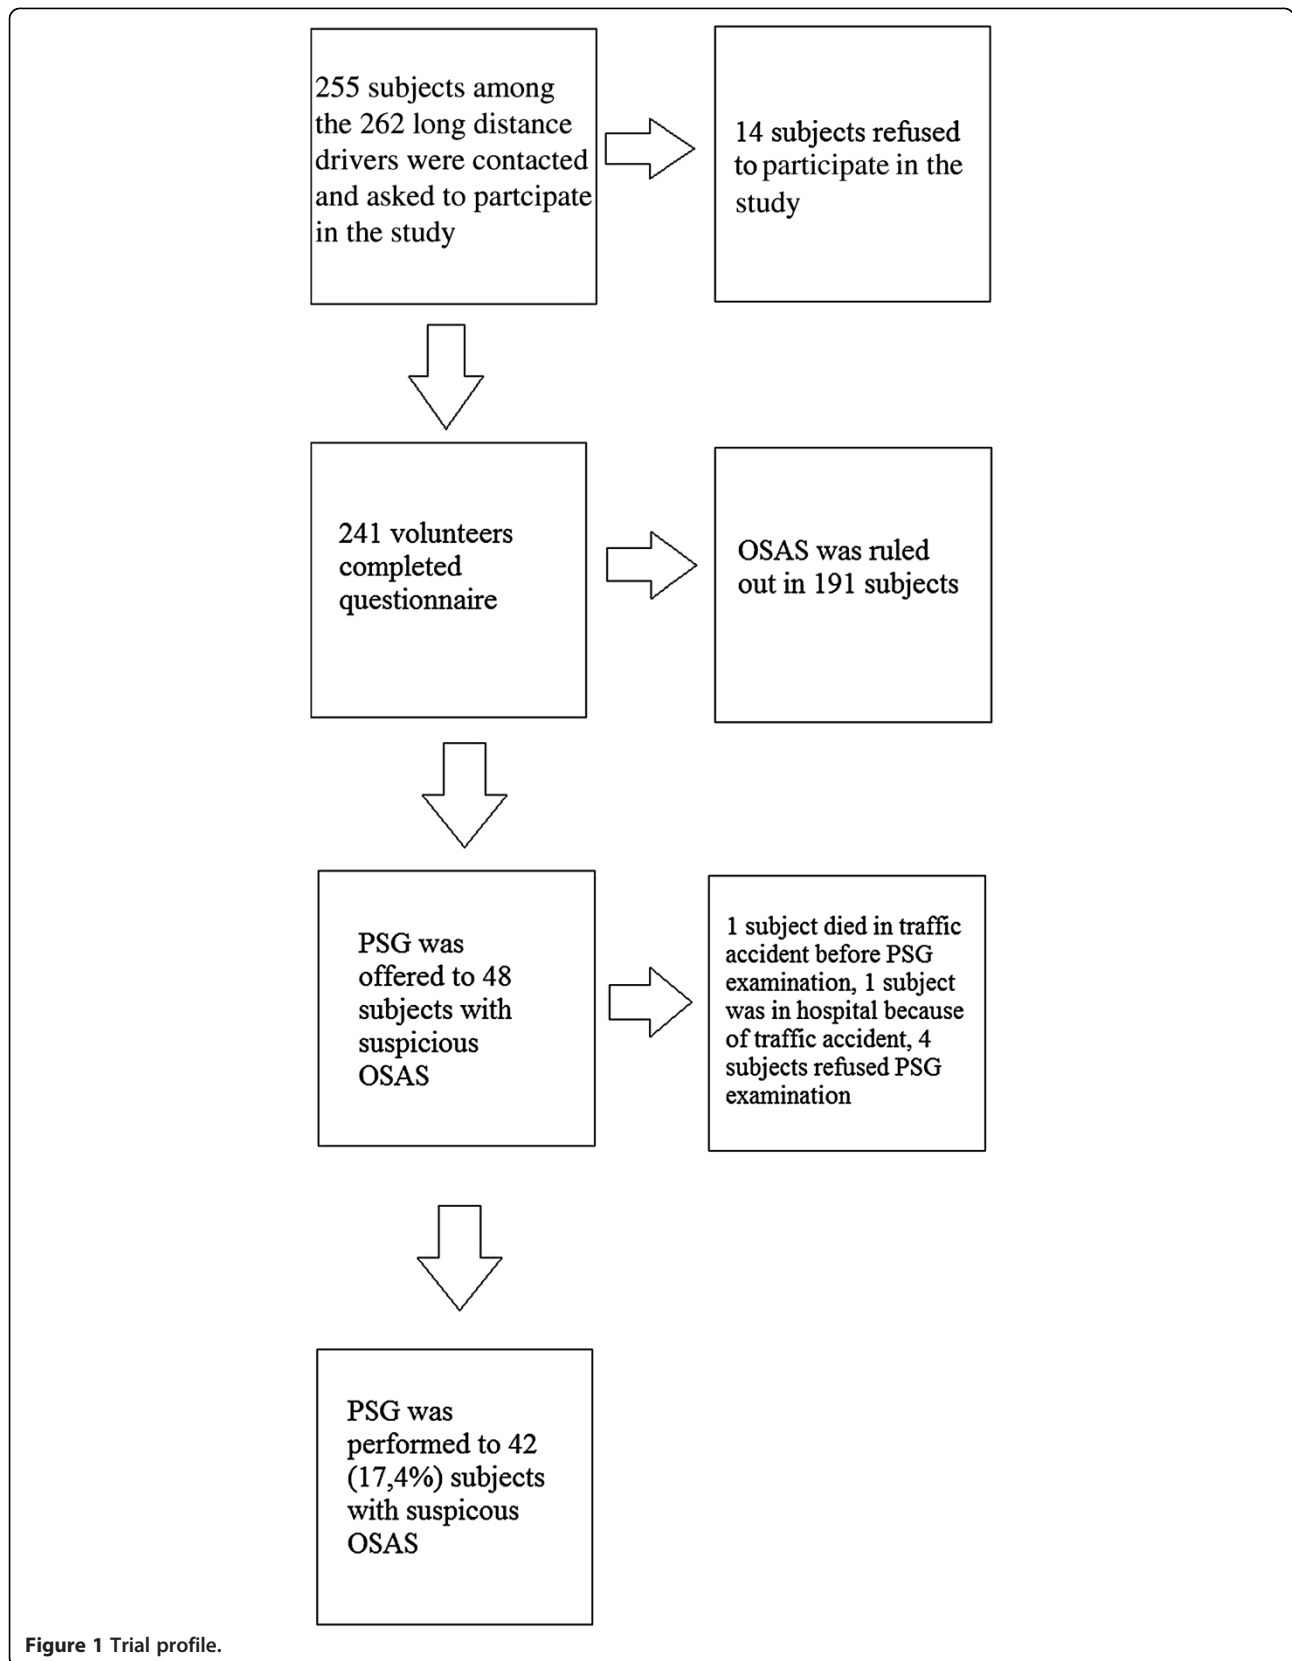 255 subjects among
the 262 long distance
drivers were contacted
and asked to partcipate
in the study
14 subjects refused
to participate in the
study
241 volunteers
completed
questionnaire
OSAS was ruled
out in 191 subjects
PSG was
offered to 48
subjects with
suspicious
OSAS
1 subject died in traffic
accident before PSG
examination, 1 subject
was in hospital because
of traffic accident, 4
subjects refused PSG
examination
PSG was
performed to 42
(17,4%) subjects
with suspicous
OSAS
Figure 1 Trial profile.